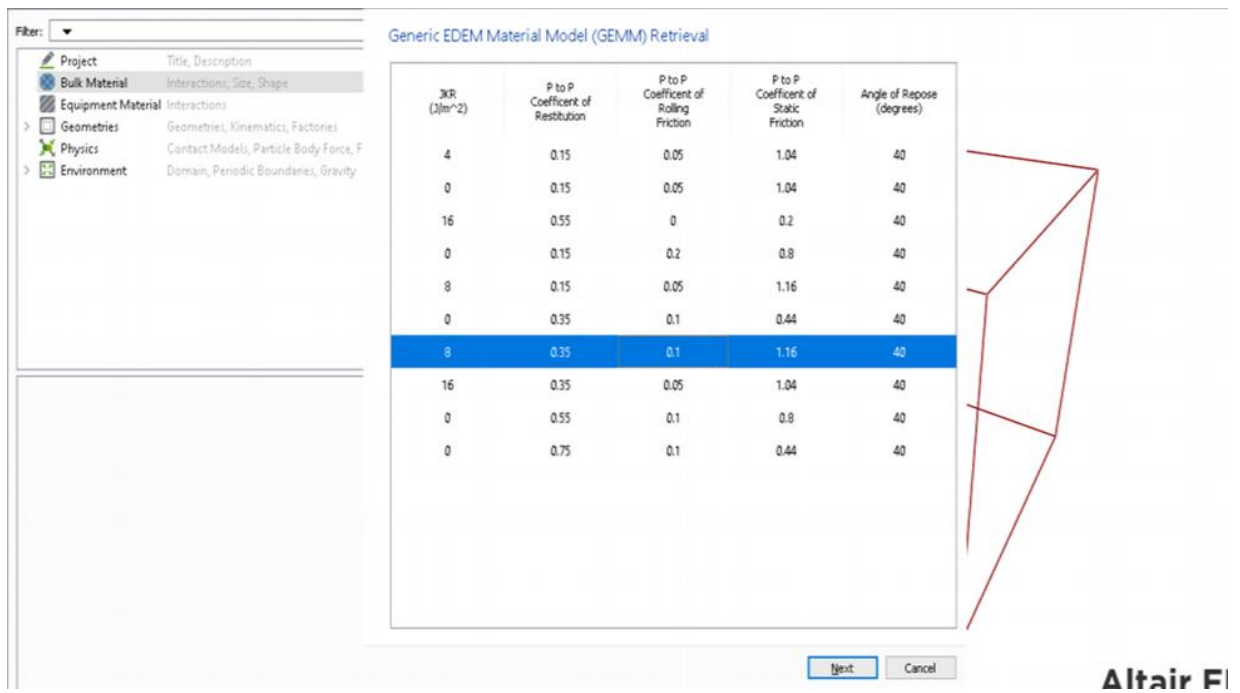 Filter:
Project Title, Description
Bulk Material Interactions, Size, Shape
Equipment Material Interactions
Geometries Geometries, Kinematics, Factories
Physics Contact Models, Particle Body Force, F
Environment Domain, Periodic Boundaries, Gravity
Generic EDEM Material Model (GEMM) Retrieval
JKR
(J/m^2)
P to P
Coefficent of
Restitution
P to P
Coefficent of
Rolling
Friction
P to P
Coefficent of
Static
Friction
Angle of Repose
(degrees)
4 0.15 0.05 1.04 40
0 0.15 0.05 1.04 40
16 0.55 0 0.2 40
0 0.15 0.2 0.8 40
8 0.15 0.05 1.16 40
0 0.35 0.1 0.44 40
8 0.35 0.1 1.16 40
16 0.35 0.05 1.04 40
0 0.55 0.1 0.8 40
0 0.75 0.1 0.44 40
Next Cancel
Altair